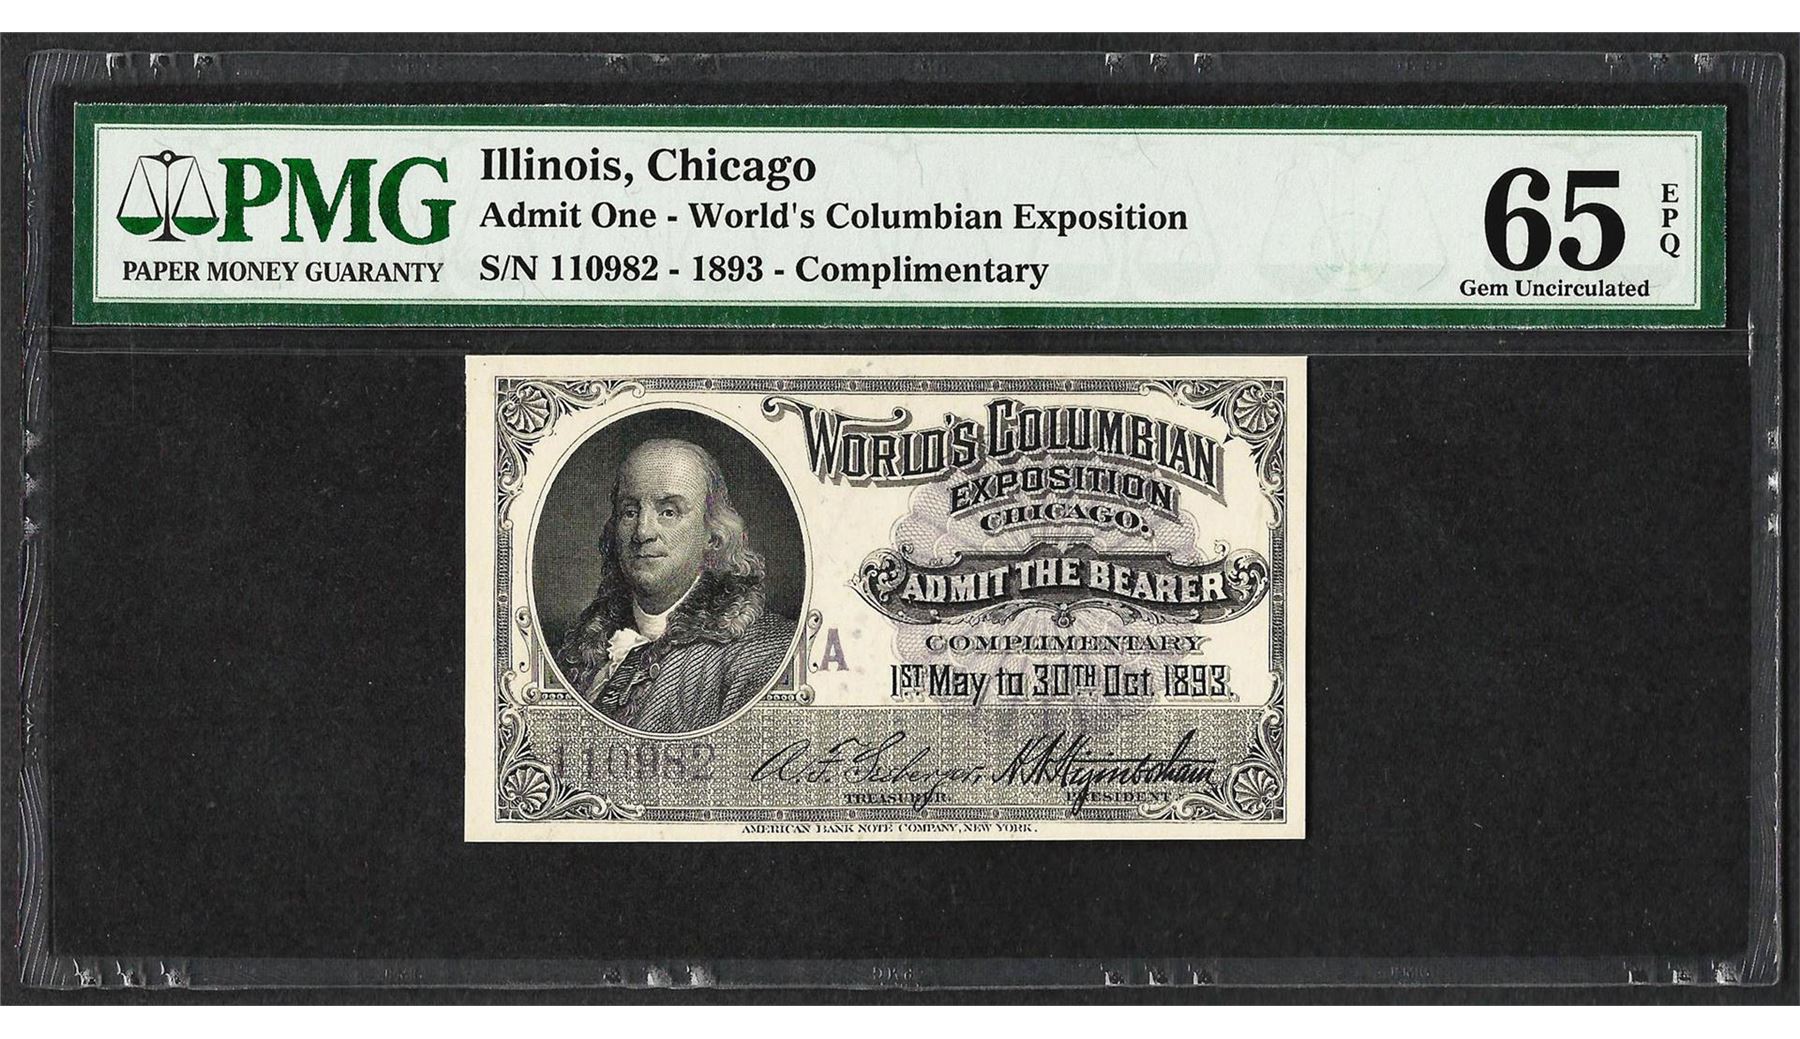 PMG
PAPER MONEY GUARANTY
Illinois, Chicago
Admit One - World's Columbian Exposition
S/N 110982 - 1893 - Complimentary
65
EPQ
Gem Uncirculated
WORLD'S COLUMBIAN
EXPOSITION
CHICAGO.
ADMIT THE BEARER
A
COMPLIMENTARY
1ST May to 30TH Oct. 1893.
110982
A. F. Seeberger,
TREASURER.
PRESIDENT
AMERICAN BANK NOTE COMPANY, NEW YORK.